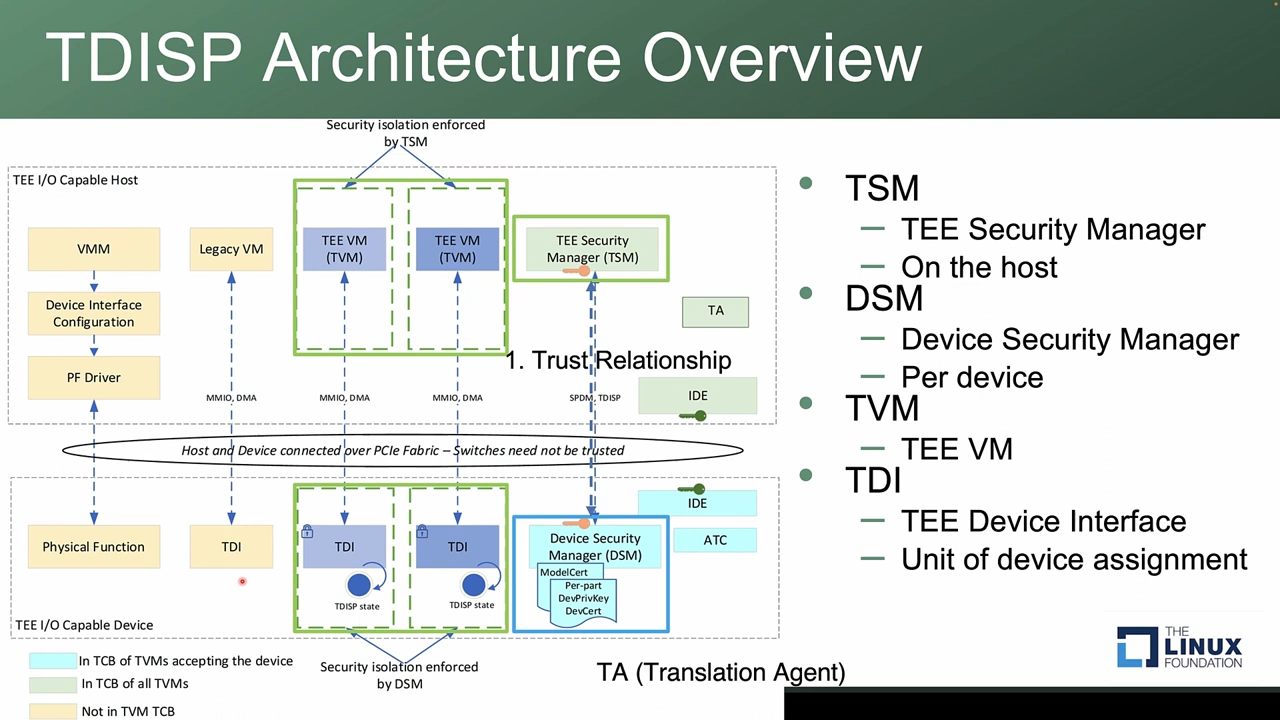 TDISP Architecture Overview
Security isolation enforced
by TSM
TEE I/O Capable Host
VMM
Legacy VM
TEE VM
(TVM)
TEE VM
(TVM)
TEE Security
Manager (TSM)
Device Interface
Configuration
TA
PF Driver
1. Trust Relationship
MMIO, DMA
MMIO, DMA
MMIO, DMA
SPDM, TDISP
IDE
Host and Device connected over PCIe Fabric – Switches need not be trusted
TEE I/O Capable Device
IDE
Physical Function
TDI
TDI
TDI
Device Security
Manager (DSM)
ATC
ModelCert
Per-part
DevPrivKey
DevCert
TDISP state
TDISP state
Security isolation enforced
by DSM
In TCB of TVMs accepting the device
In TCB of all TVMs
Not in TVM TCB
TA (Translation Agent)
• TSM
— TEE Security Manager
— On the host
• DSM
— Device Security Manager
— Per device
• TVM
— TEE VM
• TDI
— TEE Device Interface
— Unit of device assignment
THE
LINUX
FOUNDATION